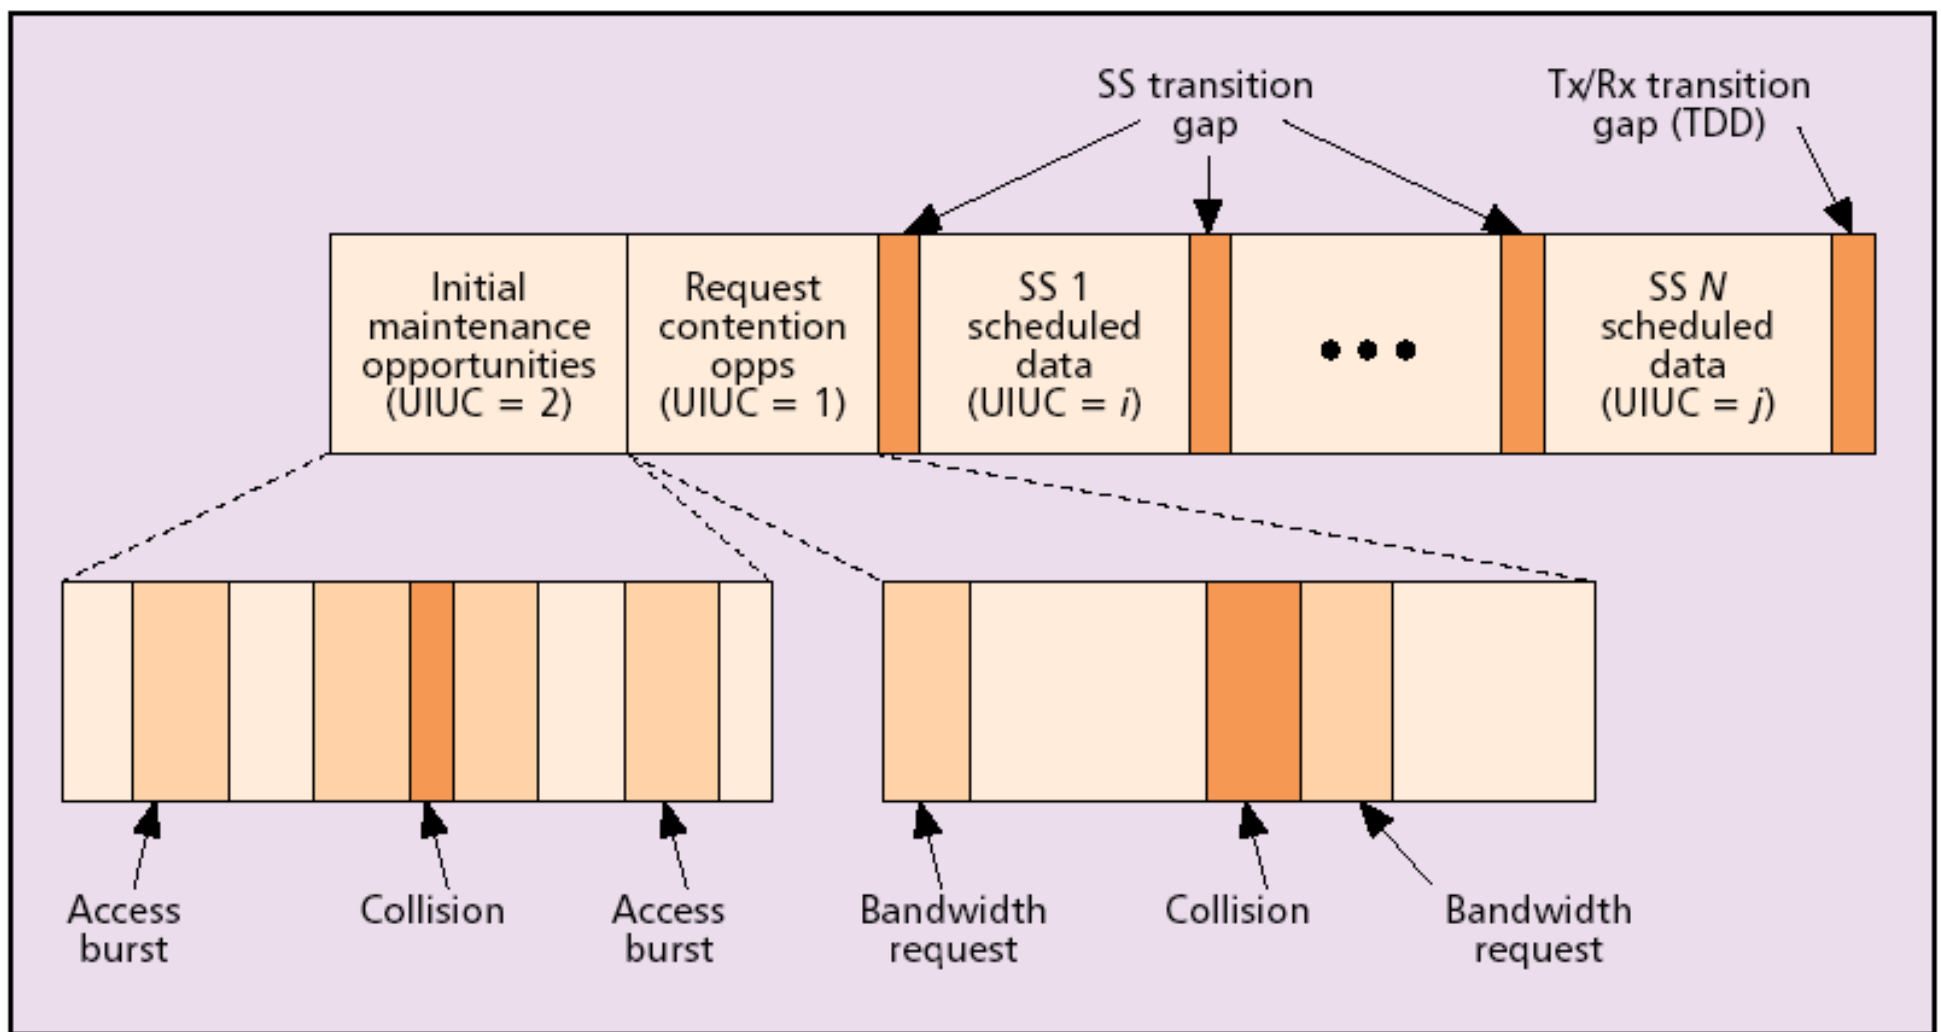 SS transition
gap
Tx/Rx transition
gap (TDD)
Initial
maintenance
opportunities
(UIUC = 2)
Request
contention
opps
(UIUC = 1)
SS 1
scheduled
data
(UIUC = i)
SS N
scheduled
data
(UIUC = j)
Access
burst
Collision
Access
burst
Bandwidth
request
Collision
Bandwidth
request